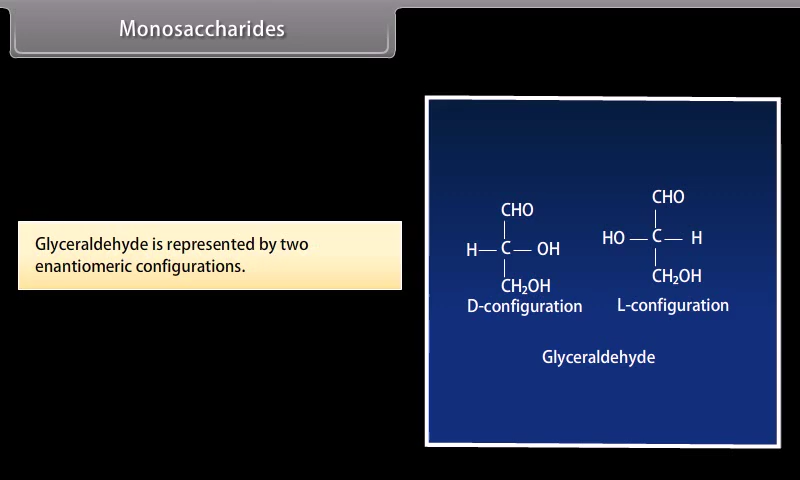 Monosaccharides
Glyceraldehyde is represented by two
enantiomeric configurations.
CHO
H — C — OH
CH₂OH
D-configuration
CHO
HO — C — H
CH₂OH
L-configuration
Glyceraldehyde